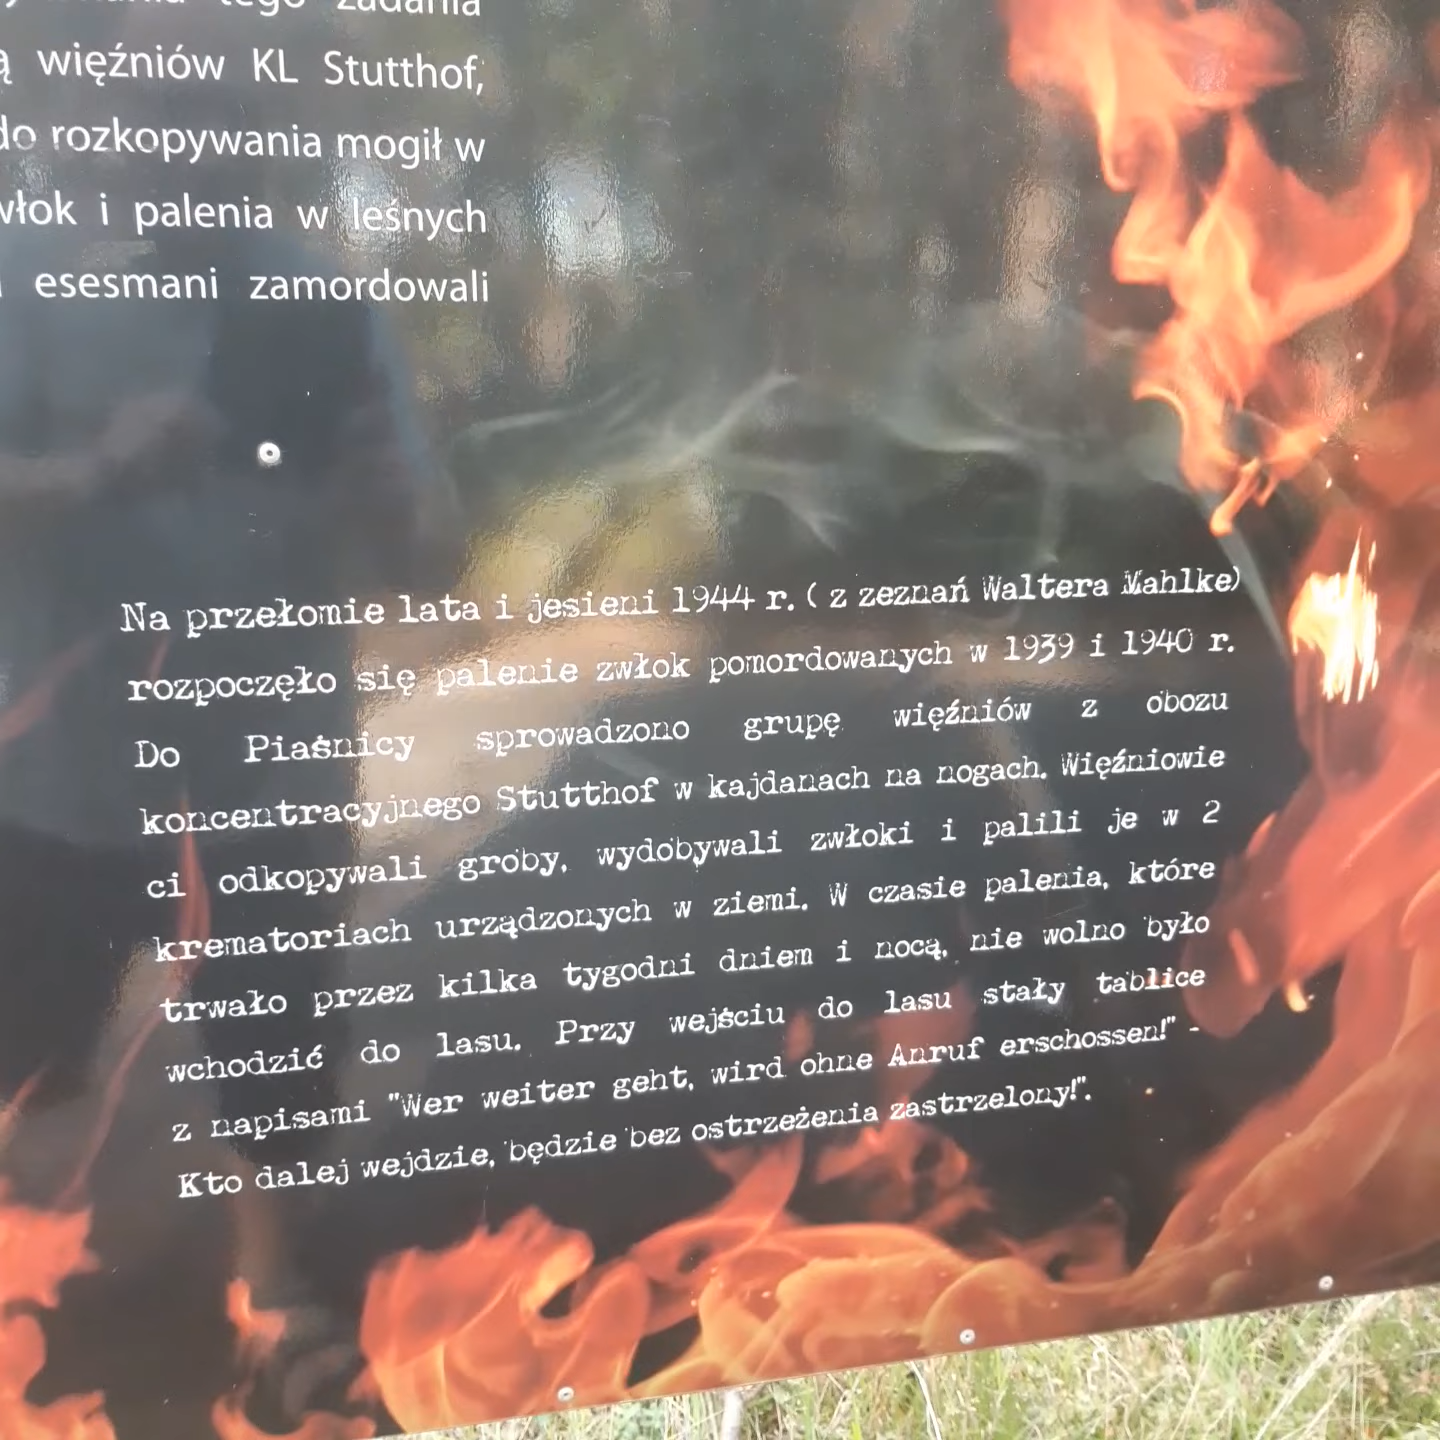 tego zadania
więźniów KL Stutthof,
do rozkopywania mogił w
i palenia w leśnych
esesmani zamordowali
Na przełomie lata i jesieni 1944 r. ( z zeznań Waltera Mahlke)
rozpoczęło się palenie zwłok pomordowanych w 1939 i 1940 r.
Do Piaśnicy sprowadzono grupę więźniów z obozu
koncentracyjnego Stutthof w kajdanach na nogach. Więźniowie
ci odkopywali groby, wydobywali zwłoki i palili je w 2
krematoriach urządzonych w ziemi. W czasie palenia, które
trwało przez kilka tygodni dniem i nocą, nie wolno było
wchodzić do lasu. Przy wejściu do lasu stały tablice
z napisami "Wer weiter geht, wird ohne Anruf erschossen!" -
Kto dalej wejdzie, będzie bez ostrzeżenia zastrzelony!".